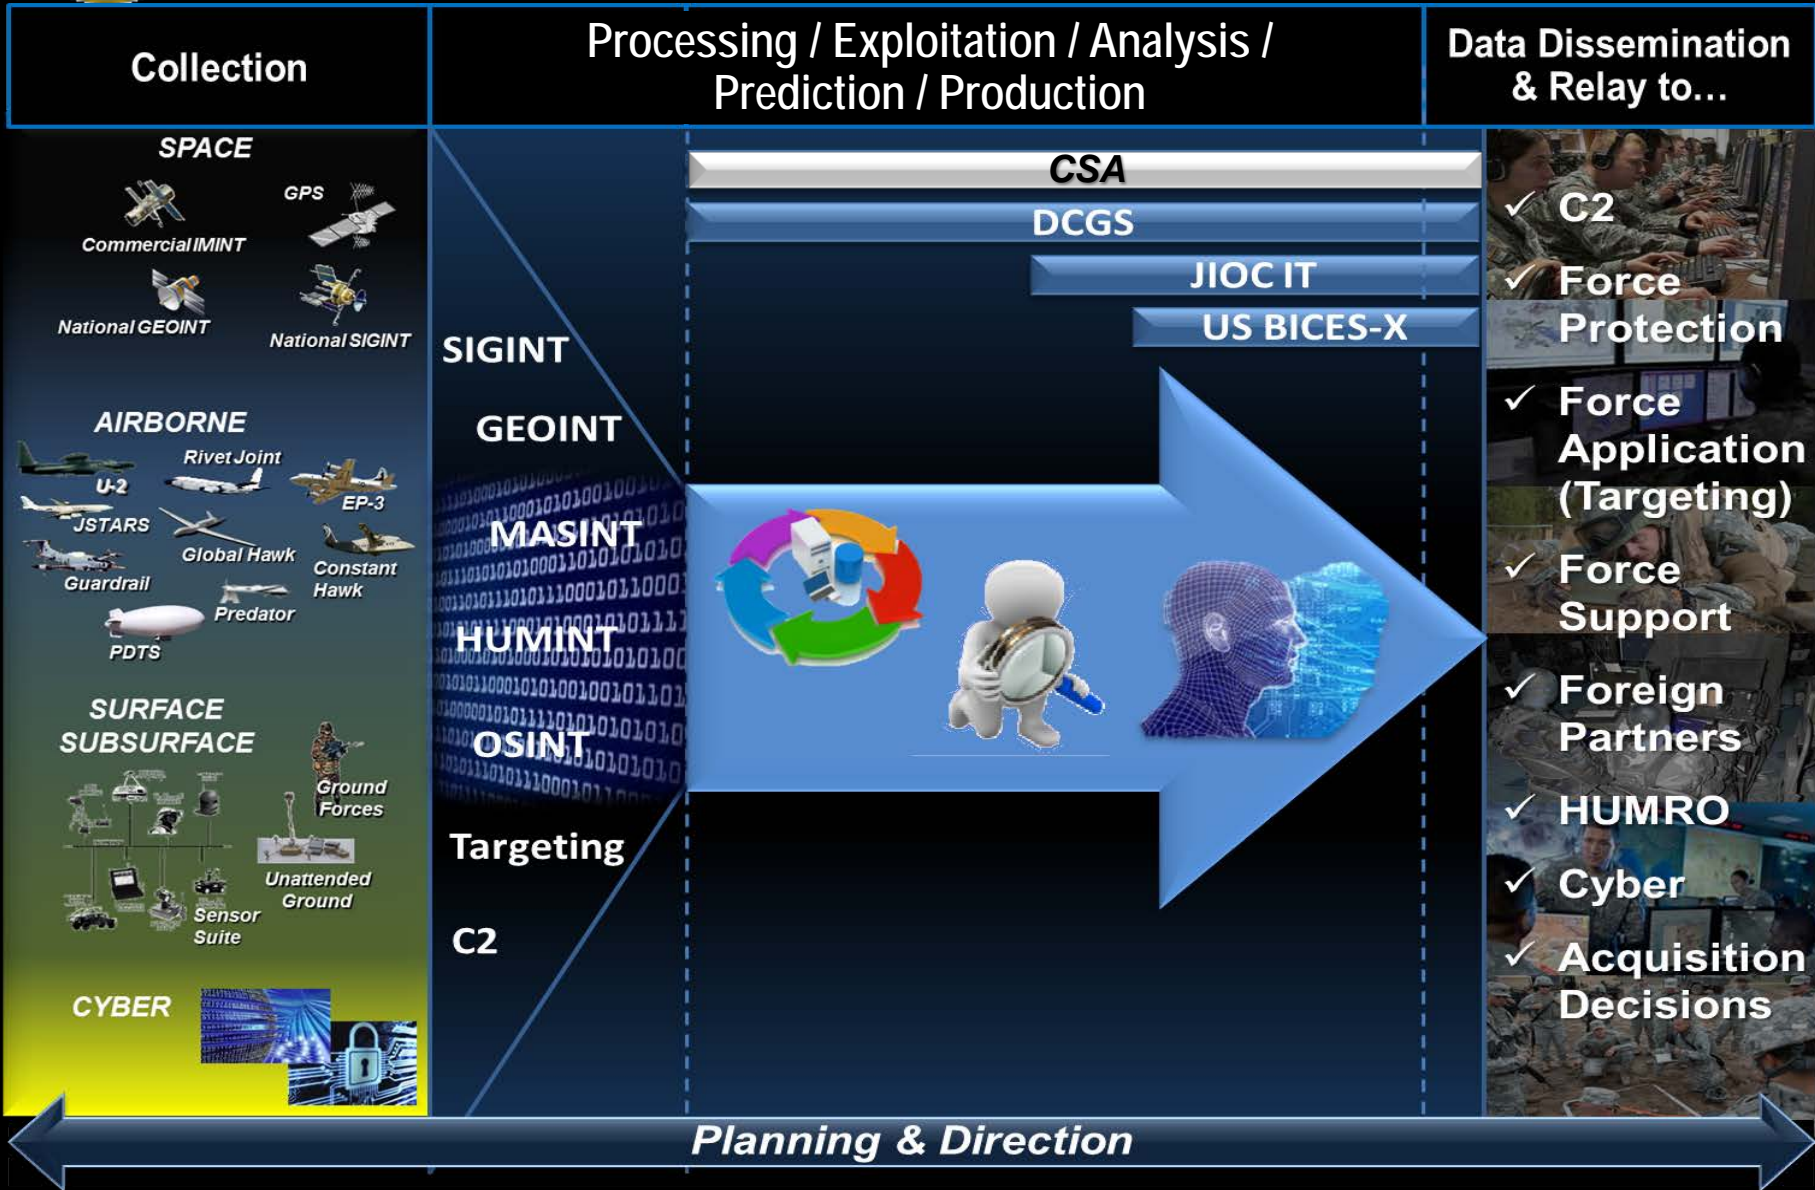 Collection
Processing / Exploitation / Analysis /
Prediction / Production
Data Dissemination
& Relay to…
SPACE
GPS
Commercial IMINT
National GEOINT
National SIGINT
AIRBORNE
Rivet Joint
U-2
EP-3
JSTARS
Global Hawk
Constant
Hawk
Guardrail
Predator
PDTS
SURFACE
SUBSURFACE
Ground
Forces
Unattended
Ground
Sensor
Suite
CYBER
SIGINT
GEOINT
MASINT
HUMINT
OSINT
Targeting
C2
CSA
DCGS
JIOC IT
US BICES-X
✓ C2
✓ Force
Protection
✓ Force
Application
(Targeting)
✓ Force
Support
✓ Foreign
Partners
✓ HUMRO
✓ Cyber
✓ Acquisition
Decisions
Planning & Direction